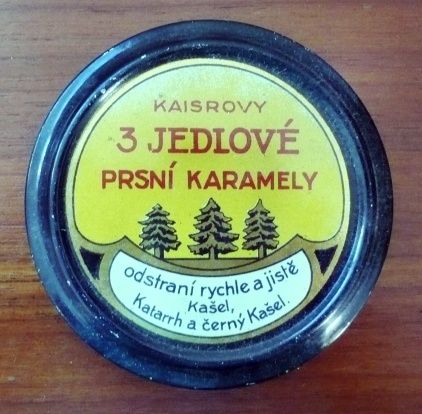 KAISROVY
3 JEDLOVÉ
PRSNÍ KARAMELY
odstraní rychle a jistě
Kašel,
Katarrh a černý Kašel.